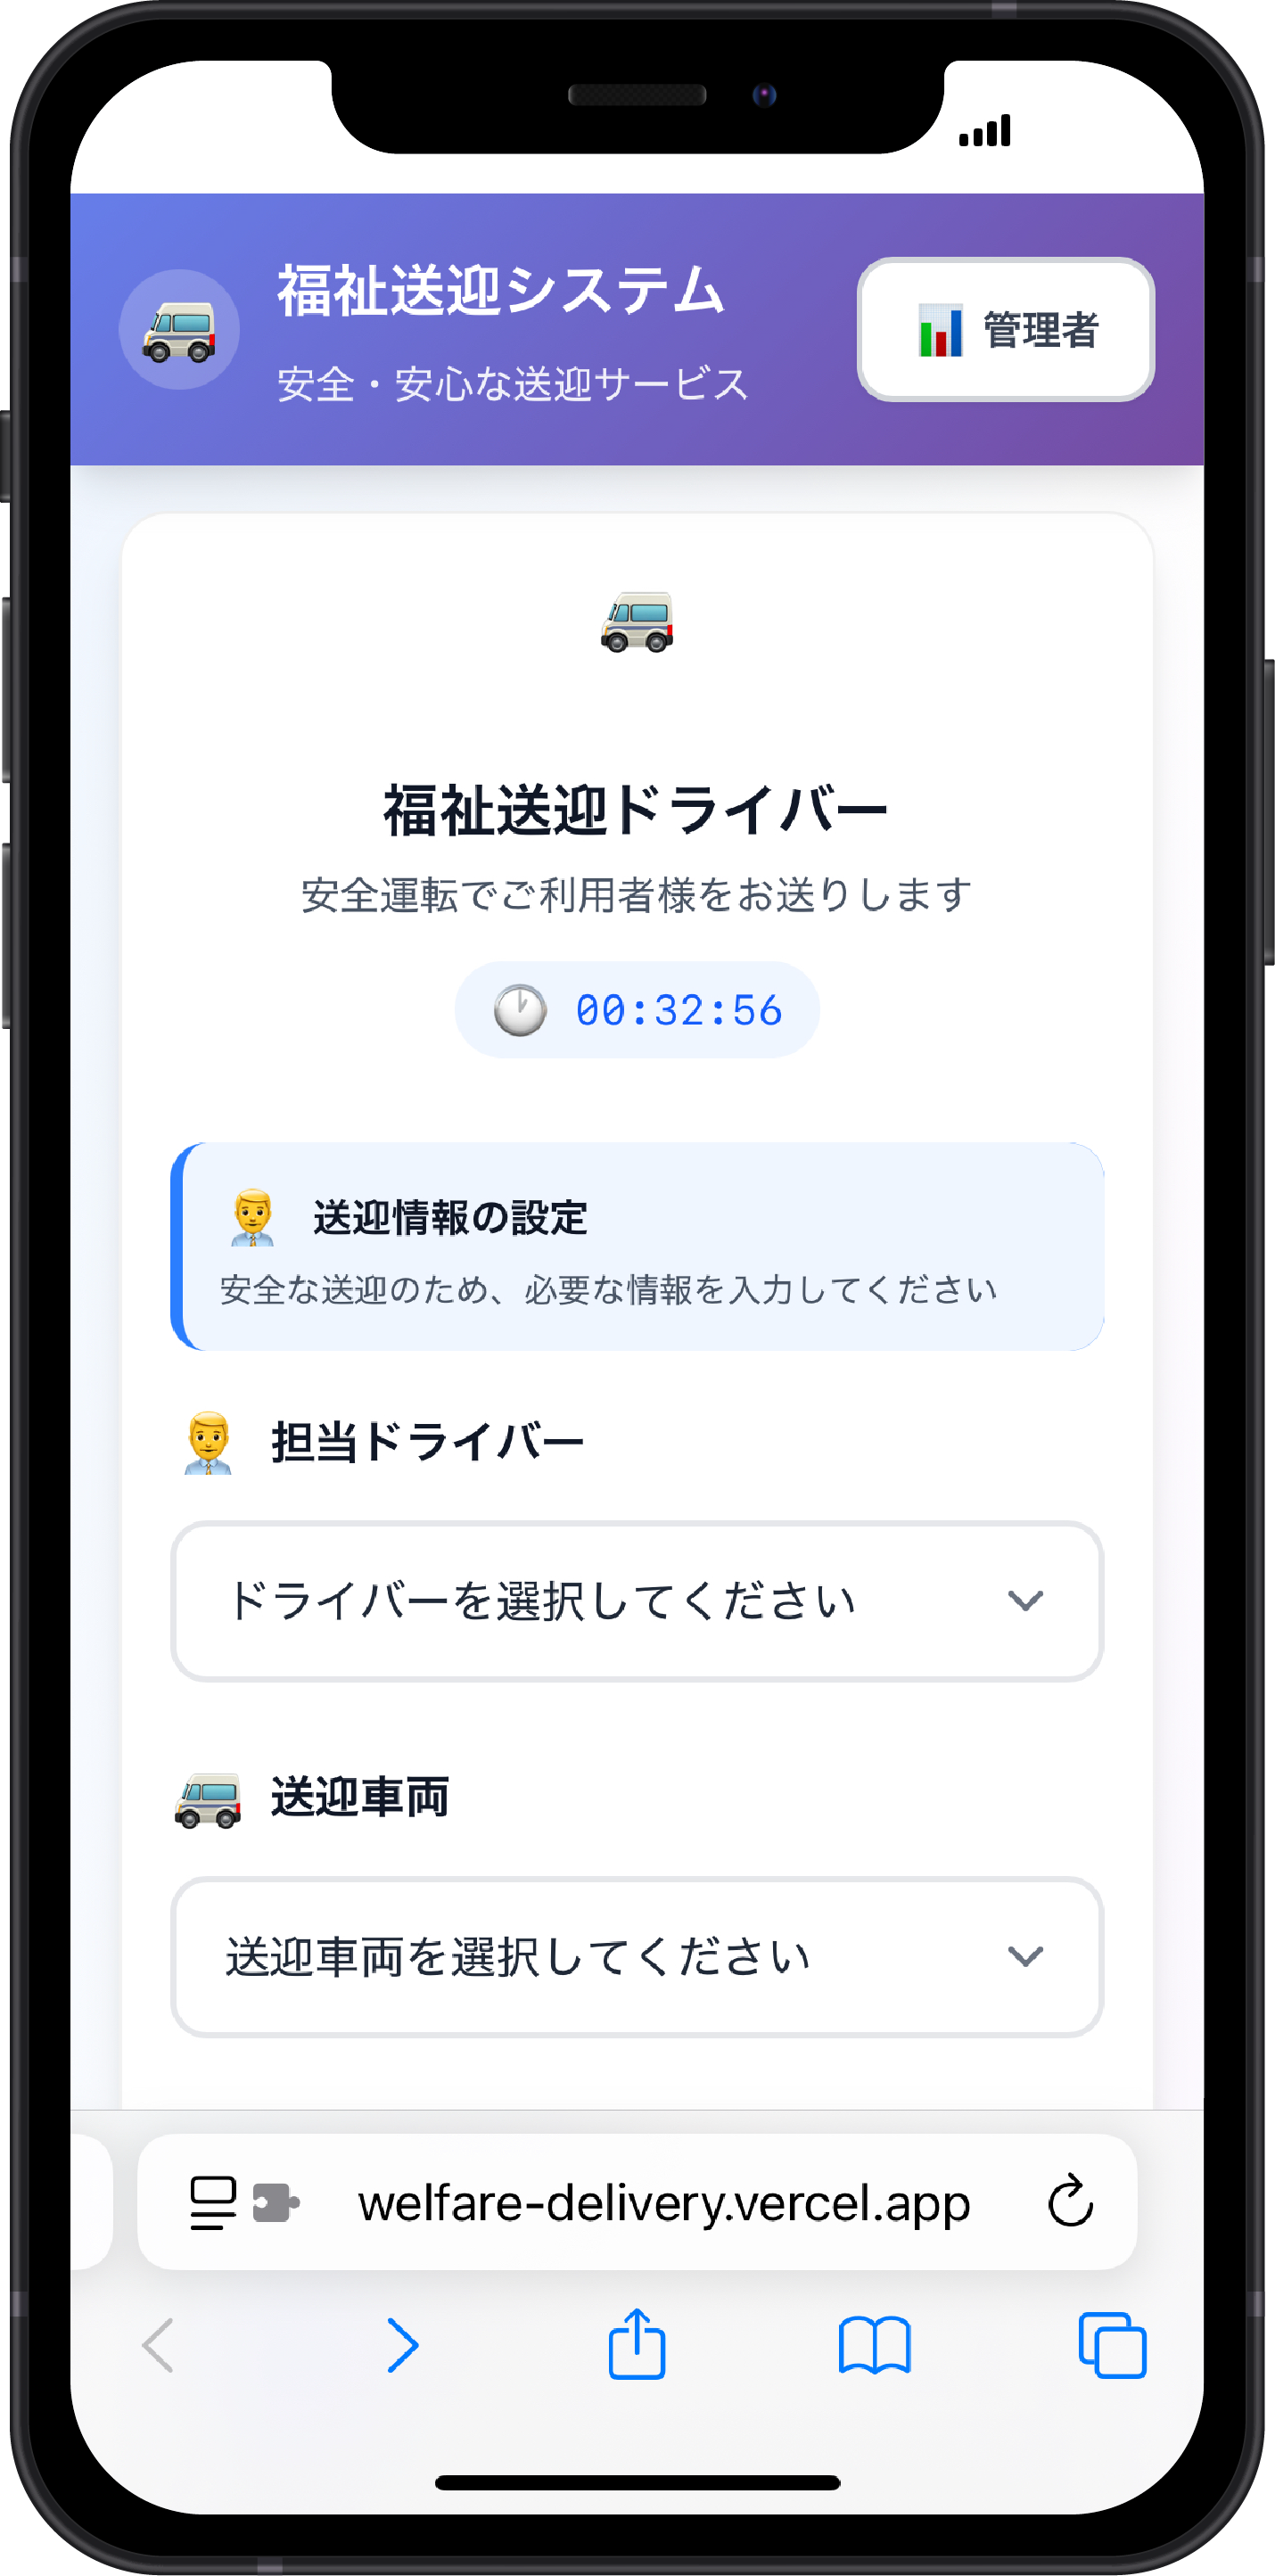 福祉送迎システム
安全・安心な送迎サービス
管理者
福祉送迎ドライバー
安全運転でご利用者様をお送りします
00:32:56
送迎情報の設定
安全な送迎のため、必要な情報を入力してください
担当ドライバー
ドライバーを選択してください
送迎車両
送迎車両を選択してください
welfare-delivery.vercel.app